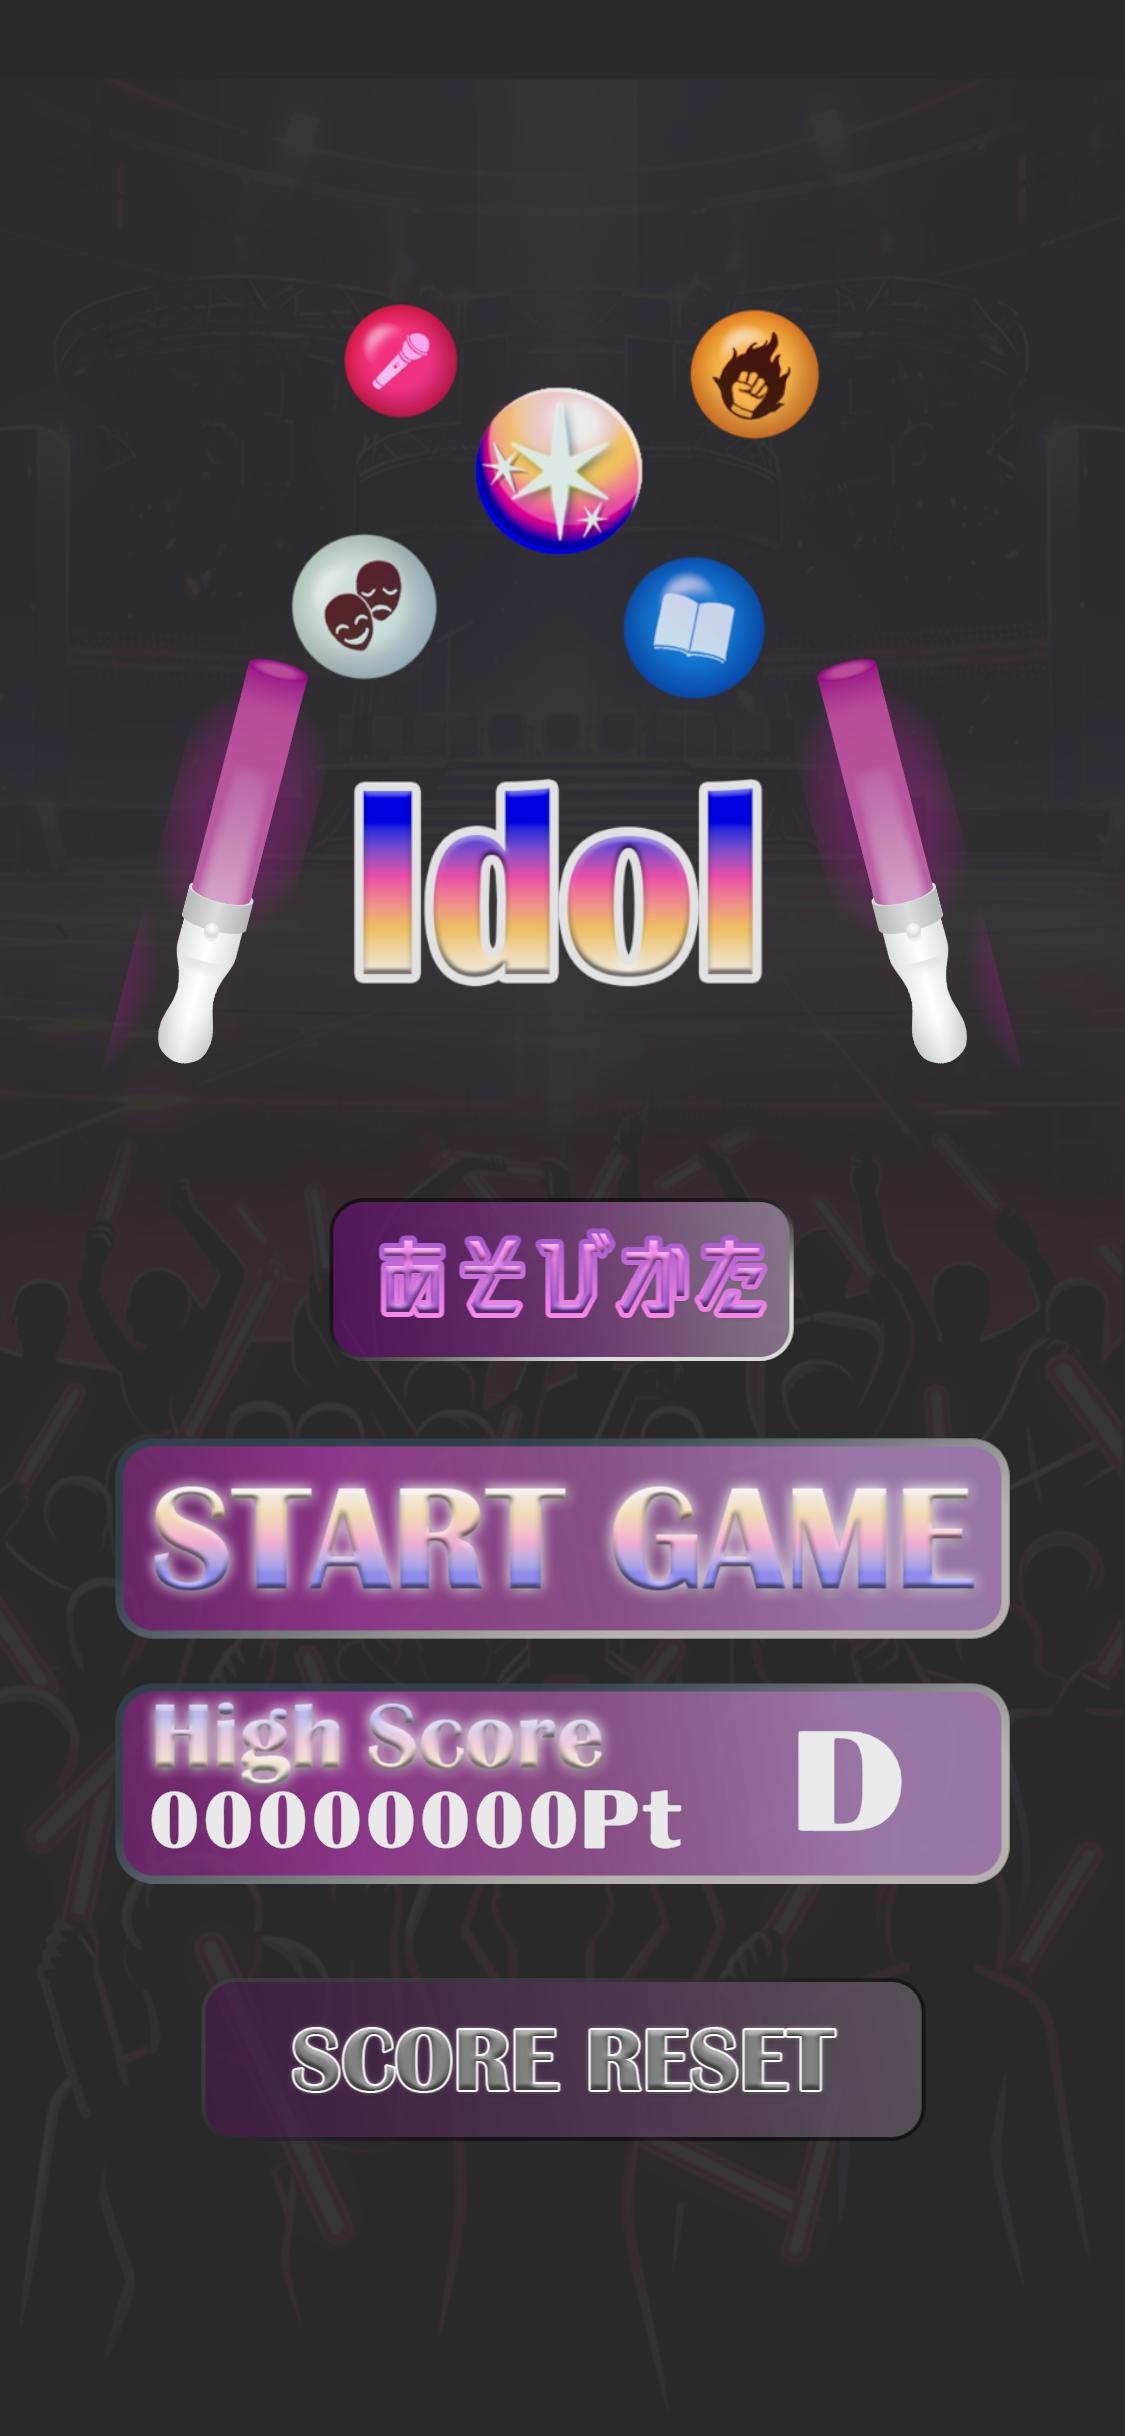 Idol
あそびかた
START GAME
High Score
00000000Pt
D
SCORE RESET